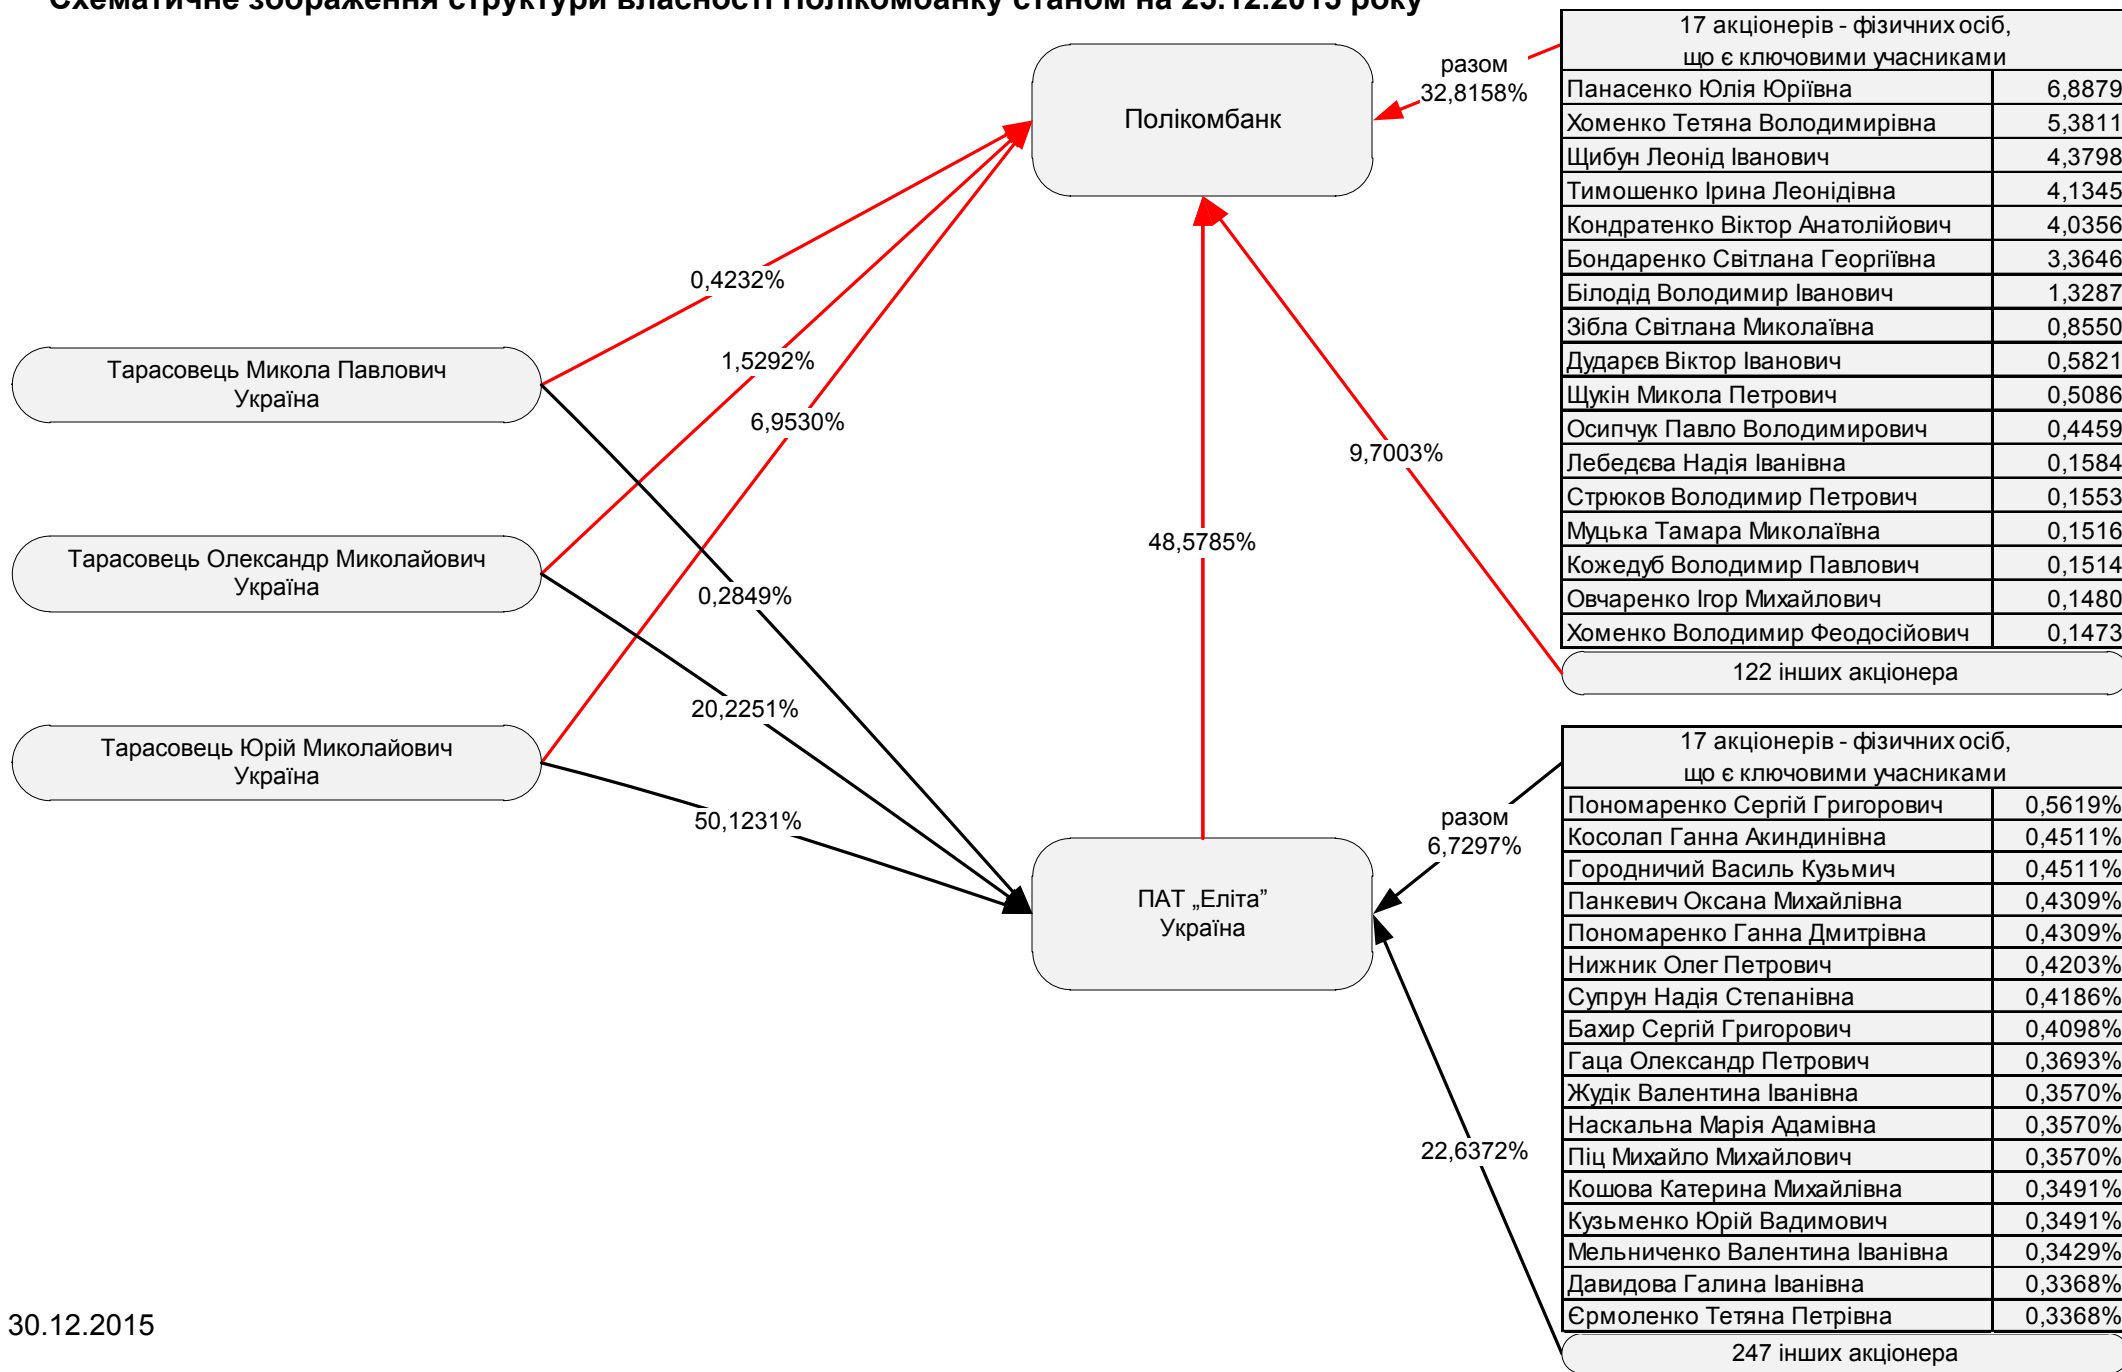 Схематичне зображення структури власності Полікомбанку станом на 25.12.2015 року
Полікомбанк
разом
32,8158%
0,4232%
1,5292%
6,9530%
9,7003%
48,5785%
Тарасовець Микола Павлович
Україна
Тарасовець Олександр Миколайович
Україна
Тарасовець Юрій Миколайович
Україна
0,2849%
20,2251%
50,1231%
ПАТ „Еліта”
Україна
разом
6,7297%
22,6372%
17 акціонерів - фізичних осіб,
що є ключовими учасниками
Панасенко Юлія Юріївна 6,8879
Хоменко Тетяна Володимирівна 5,3811
Щибун Леонід Іванович 4,3798
Тимошенко Ірина Леонідівна 4,1345
Кондратенко Віктор Анатолійович 4,0356
Бондаренко Світлана Георгіївна 3,3646
Білодід Володимир Іванович 1,3287
Зібла Світлана Миколаївна 0,8550
Дударєв Віктор Іванович 0,5821
Щукін Микола Петрович 0,5086
Осипчук Павло Володимирович 0,4459
Лебедєва Надія Іванівна 0,1584
Стрюков Володимир Петрович 0,1553
Муцька Тамара Миколаївна 0,1516
Кожедуб Володимир Павлович 0,1514
Овчаренко Ігор Михайлович 0,1480
Хоменко Володимир Феодосійович 0,1473
122 інших акціонера
17 акціонерів - фізичних осіб,
що є ключовими учасниками
Пономаренко Сергій Григорович 0,5619%
Косолап Ганна Акиндинівна 0,4511%
Городничий Василь Кузьмич 0,4511%
Панкевич Оксана Михайлівна 0,4309%
Пономаренко Ганна Дмитрівна 0,4309%
Нижник Олег Петрович 0,4203%
Супрун Надія Степанівна 0,4186%
Бахир Сергій Григорович 0,4098%
Гаца Олександр Петрович 0,3693%
Жудік Валентина Іванівна 0,3570%
Наскальна Марія Адамівна 0,3570%
Піц Михайло Михайлович 0,3570%
Кошова Катерина Михайлівна 0,3491%
Кузьменко Юрій Вадимович 0,3491%
Мельниченко Валентина Іванівна 0,3429%
Давидова Галина Іванівна 0,3368%
Єрмоленко Тетяна Петрівна 0,3368%
247 інших акціонера
30.12.2015